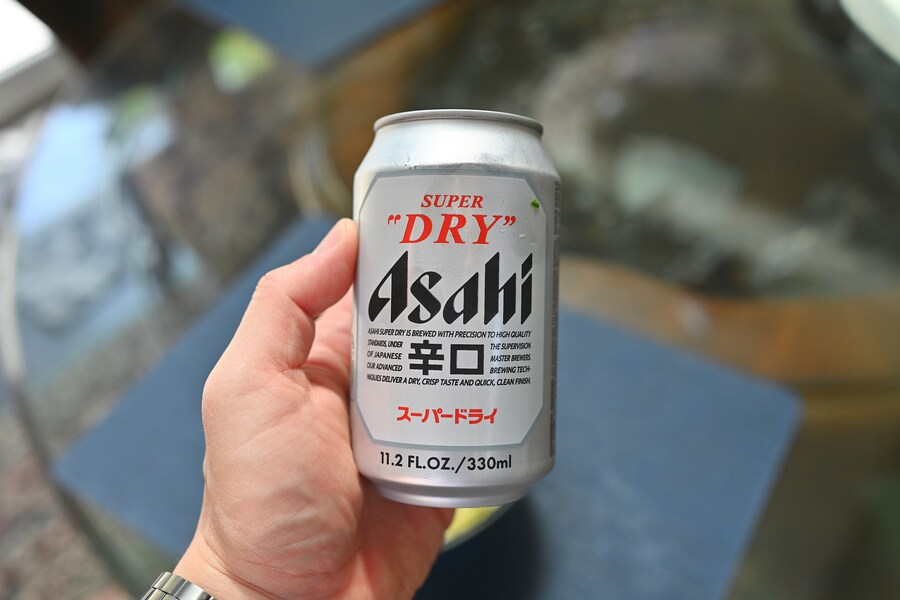 SUPER
"DRY"
Asahi
ASAHI SUPER DRY IS BREWED WITH PRECISION TO HIGH QUALITY
STANDARDS, UNDER THE SUPERVISION
OF JAPANESE MASTER BREWERS.
OUR ADVANCED BREWING TECH-
NIQUES DELIVER A DRY, CRISP TASTE AND QUICK, CLEAN FINISH.
辛口
スーパードライ
11.2 FL.OZ./330ml